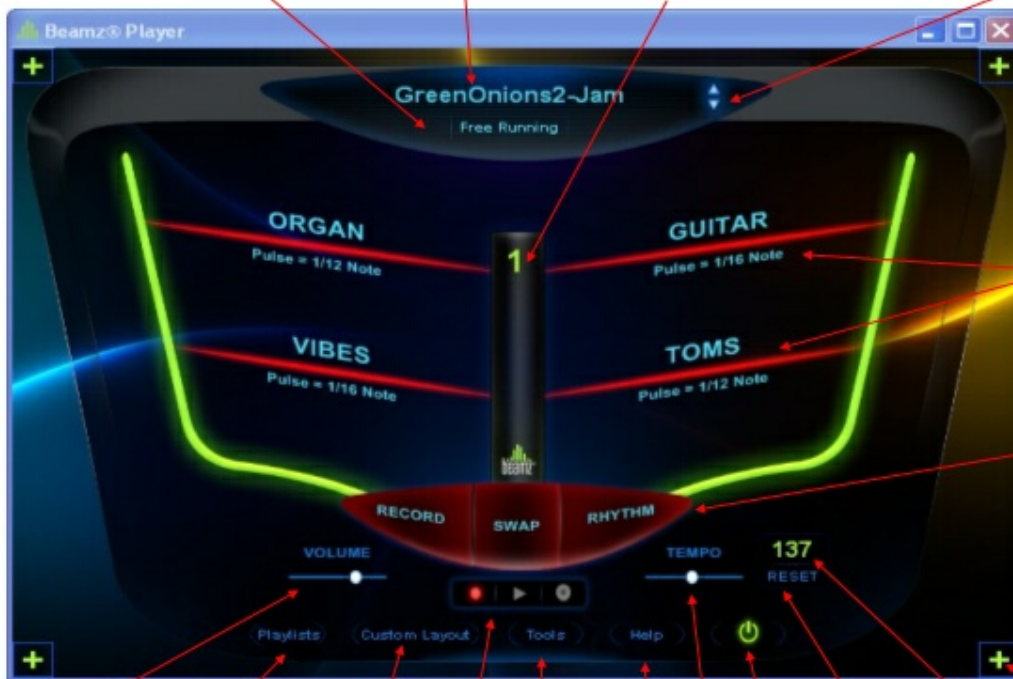 Beamz® Player
GreenOnions2-Jam
Free Running
ORGAN
Pulse = 1/12 Note
GUITAR
Pulse = 1/16 Note
1
VIBES
Pulse = 1/16 Note
TOMS
Pulse = 1/12 Note
beamz
RECORD
SWAP
RHYTHM
VOLUME
TEMPO
137
RESET
Playlists
Custom Layout
Tools
Help